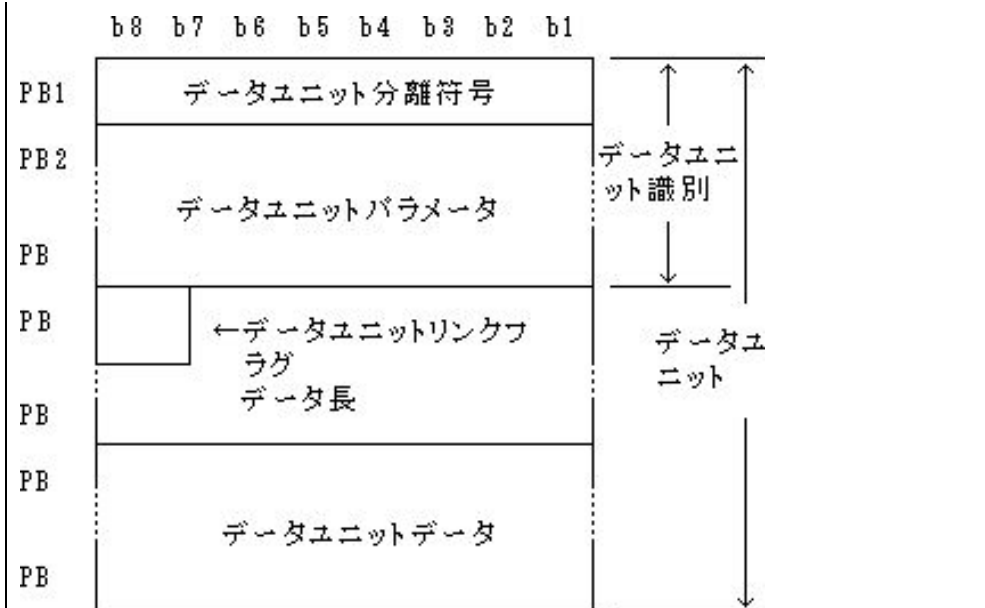 b8 b7 b6 b5 b4 b3 b2 b1
PB1
データユニット分離符号
PB2
データユニットパラメータ
PB
データユニ
ット識別
PB
←データユニットリンクフ
ラグ
データ長
データユ
ニット
PB
PB
データユニットデータ
PB